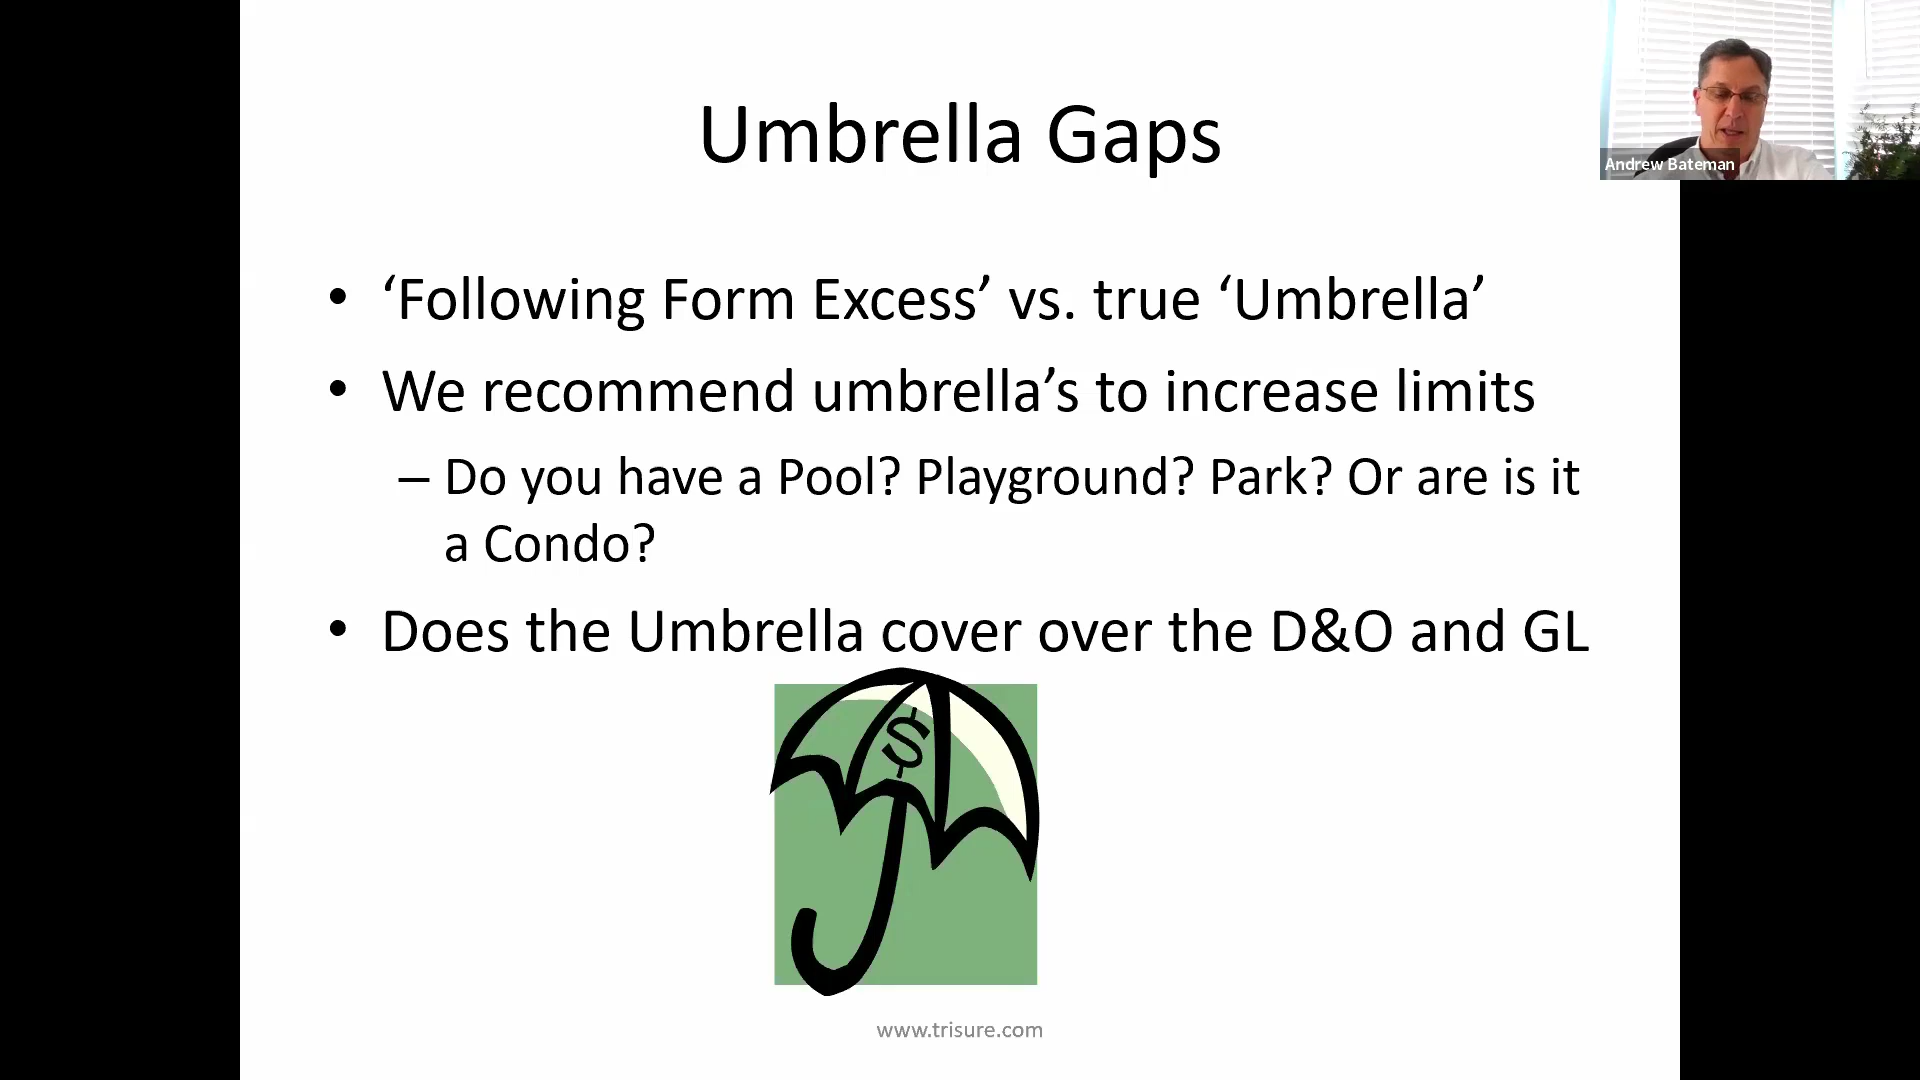 Umbrella Gaps
Andrew Bateman
• ‘Following Form Excess’ vs. true ‘Umbrella’
• We recommend umbrella’s to increase limits
– Do you have a Pool? Playground? Park? Or are is it
a Condo?
• Does the Umbrella cover over the D&O and GL
$
www.trisure.com